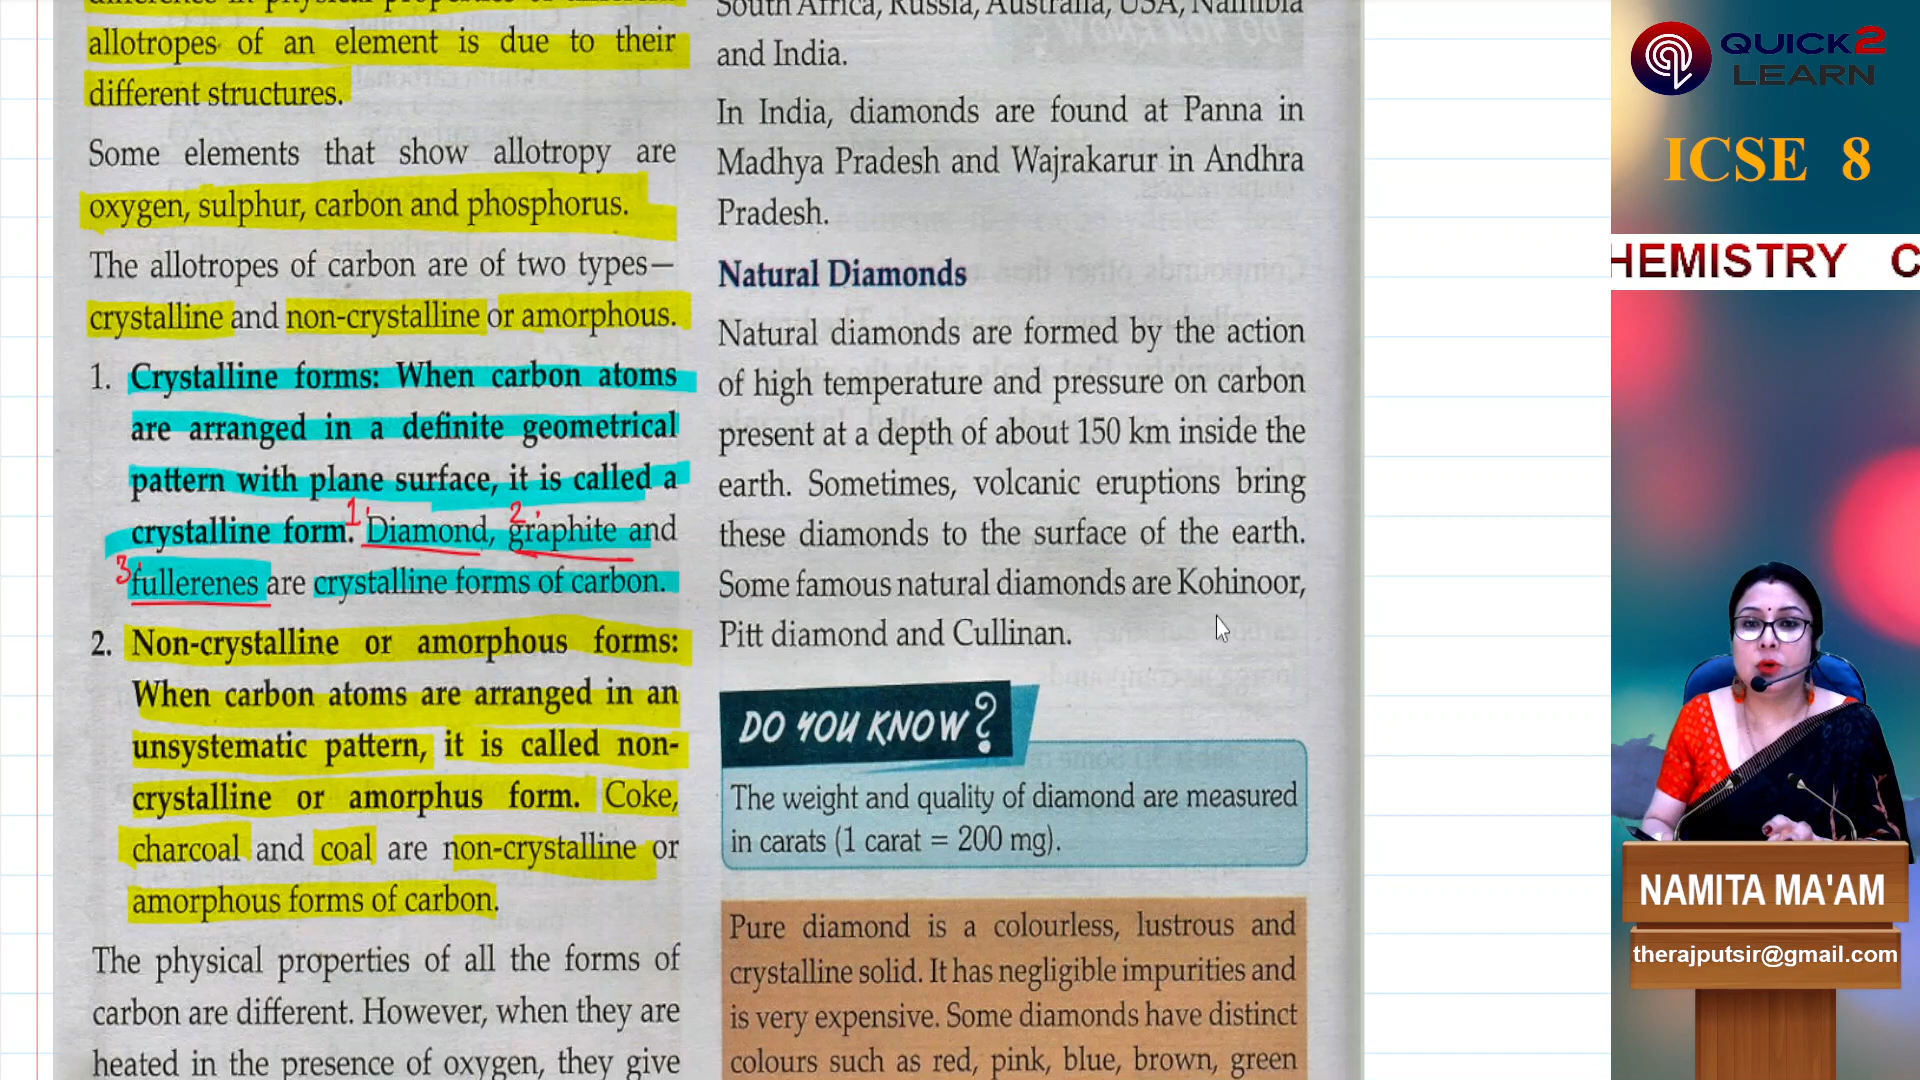 difference in physical properties of different
allotropes of an element is due to their
different structures.
Some elements that show allotropy are
oxygen, sulphur, carbon and phosphorus.
The allotropes of carbon are of two types—
crystalline and non-crystalline or amorphous.
1. Crystalline forms: When carbon atoms
are arranged in a definite geometrical
pattern with plane surface, it is called a
crystalline form. Diamond, graphite and
1
2
3
fullerenes are crystalline forms of carbon.
2. Non-crystalline or amorphous forms:
When carbon atoms are arranged in an
unsystematic pattern, it is called non-
crystalline or amorphus form. Coke,
charcoal and coal are non-crystalline or
amorphous forms of carbon.
The physical properties of all the forms of
carbon are different. However, when they are
heated in the presence of oxygen, they give
South Africa, Russia, Australia, USA, Namibia
and India.
In India, diamonds are found at Panna in
Madhya Pradesh and Wajrakarur in Andhra
Pradesh.
Natural Diamonds
Natural diamonds are formed by the action
of high temperature and pressure on carbon
present at a depth of about 150 km inside the
earth. Sometimes, volcanic eruptions bring
these diamonds to the surface of the earth.
Some famous natural diamonds are Kohinoor,
Pitt diamond and Cullinan.
DO YOU KNOW?
The weight and quality of diamond are measured
in carats (1 carat = 200 mg).
Pure diamond is a colourless, lustrous and
crystalline solid. It has negligible impurities and
is very expensive. Some diamonds have distinct
colours such as red, pink, blue, brown, green
QUICK2
LEARN
ICSE 8
HEMISTRY C
NAMITA MA'AM
therajputsir@gmail.com